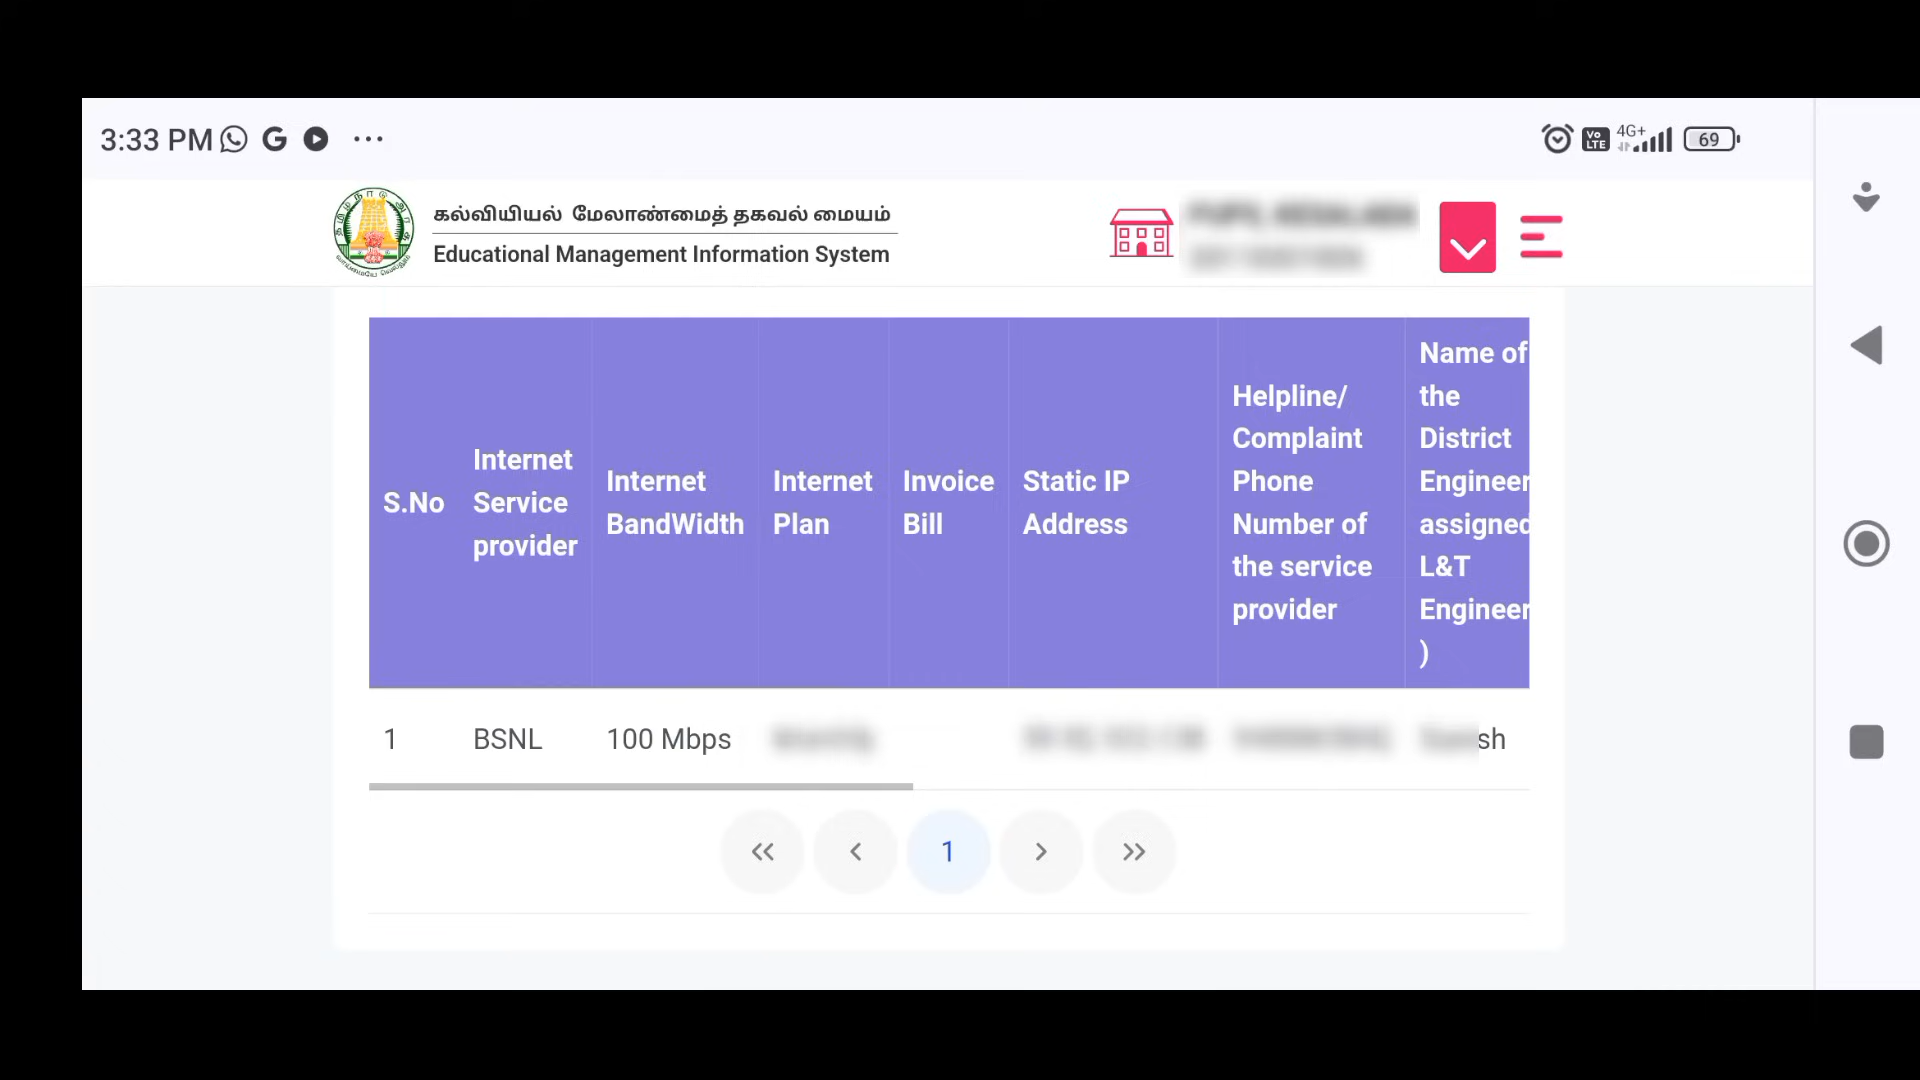 3:33 PM
4G+
Vo
LTE
69
கல்வியியல் மேலாண்மைத் தகவல் மையம்
Educational Management Information System
S.No
Internet
Service
provider
Internet
BandWidth
Internet
Plan
Invoice
Bill
Static IP
Address
Helpline/
Complaint
Phone
Number of
the service
provider
Name of
the
District
Engineer
assigned
L&T
Engineer
)
1
BSNL
100 Mbps
sh
1